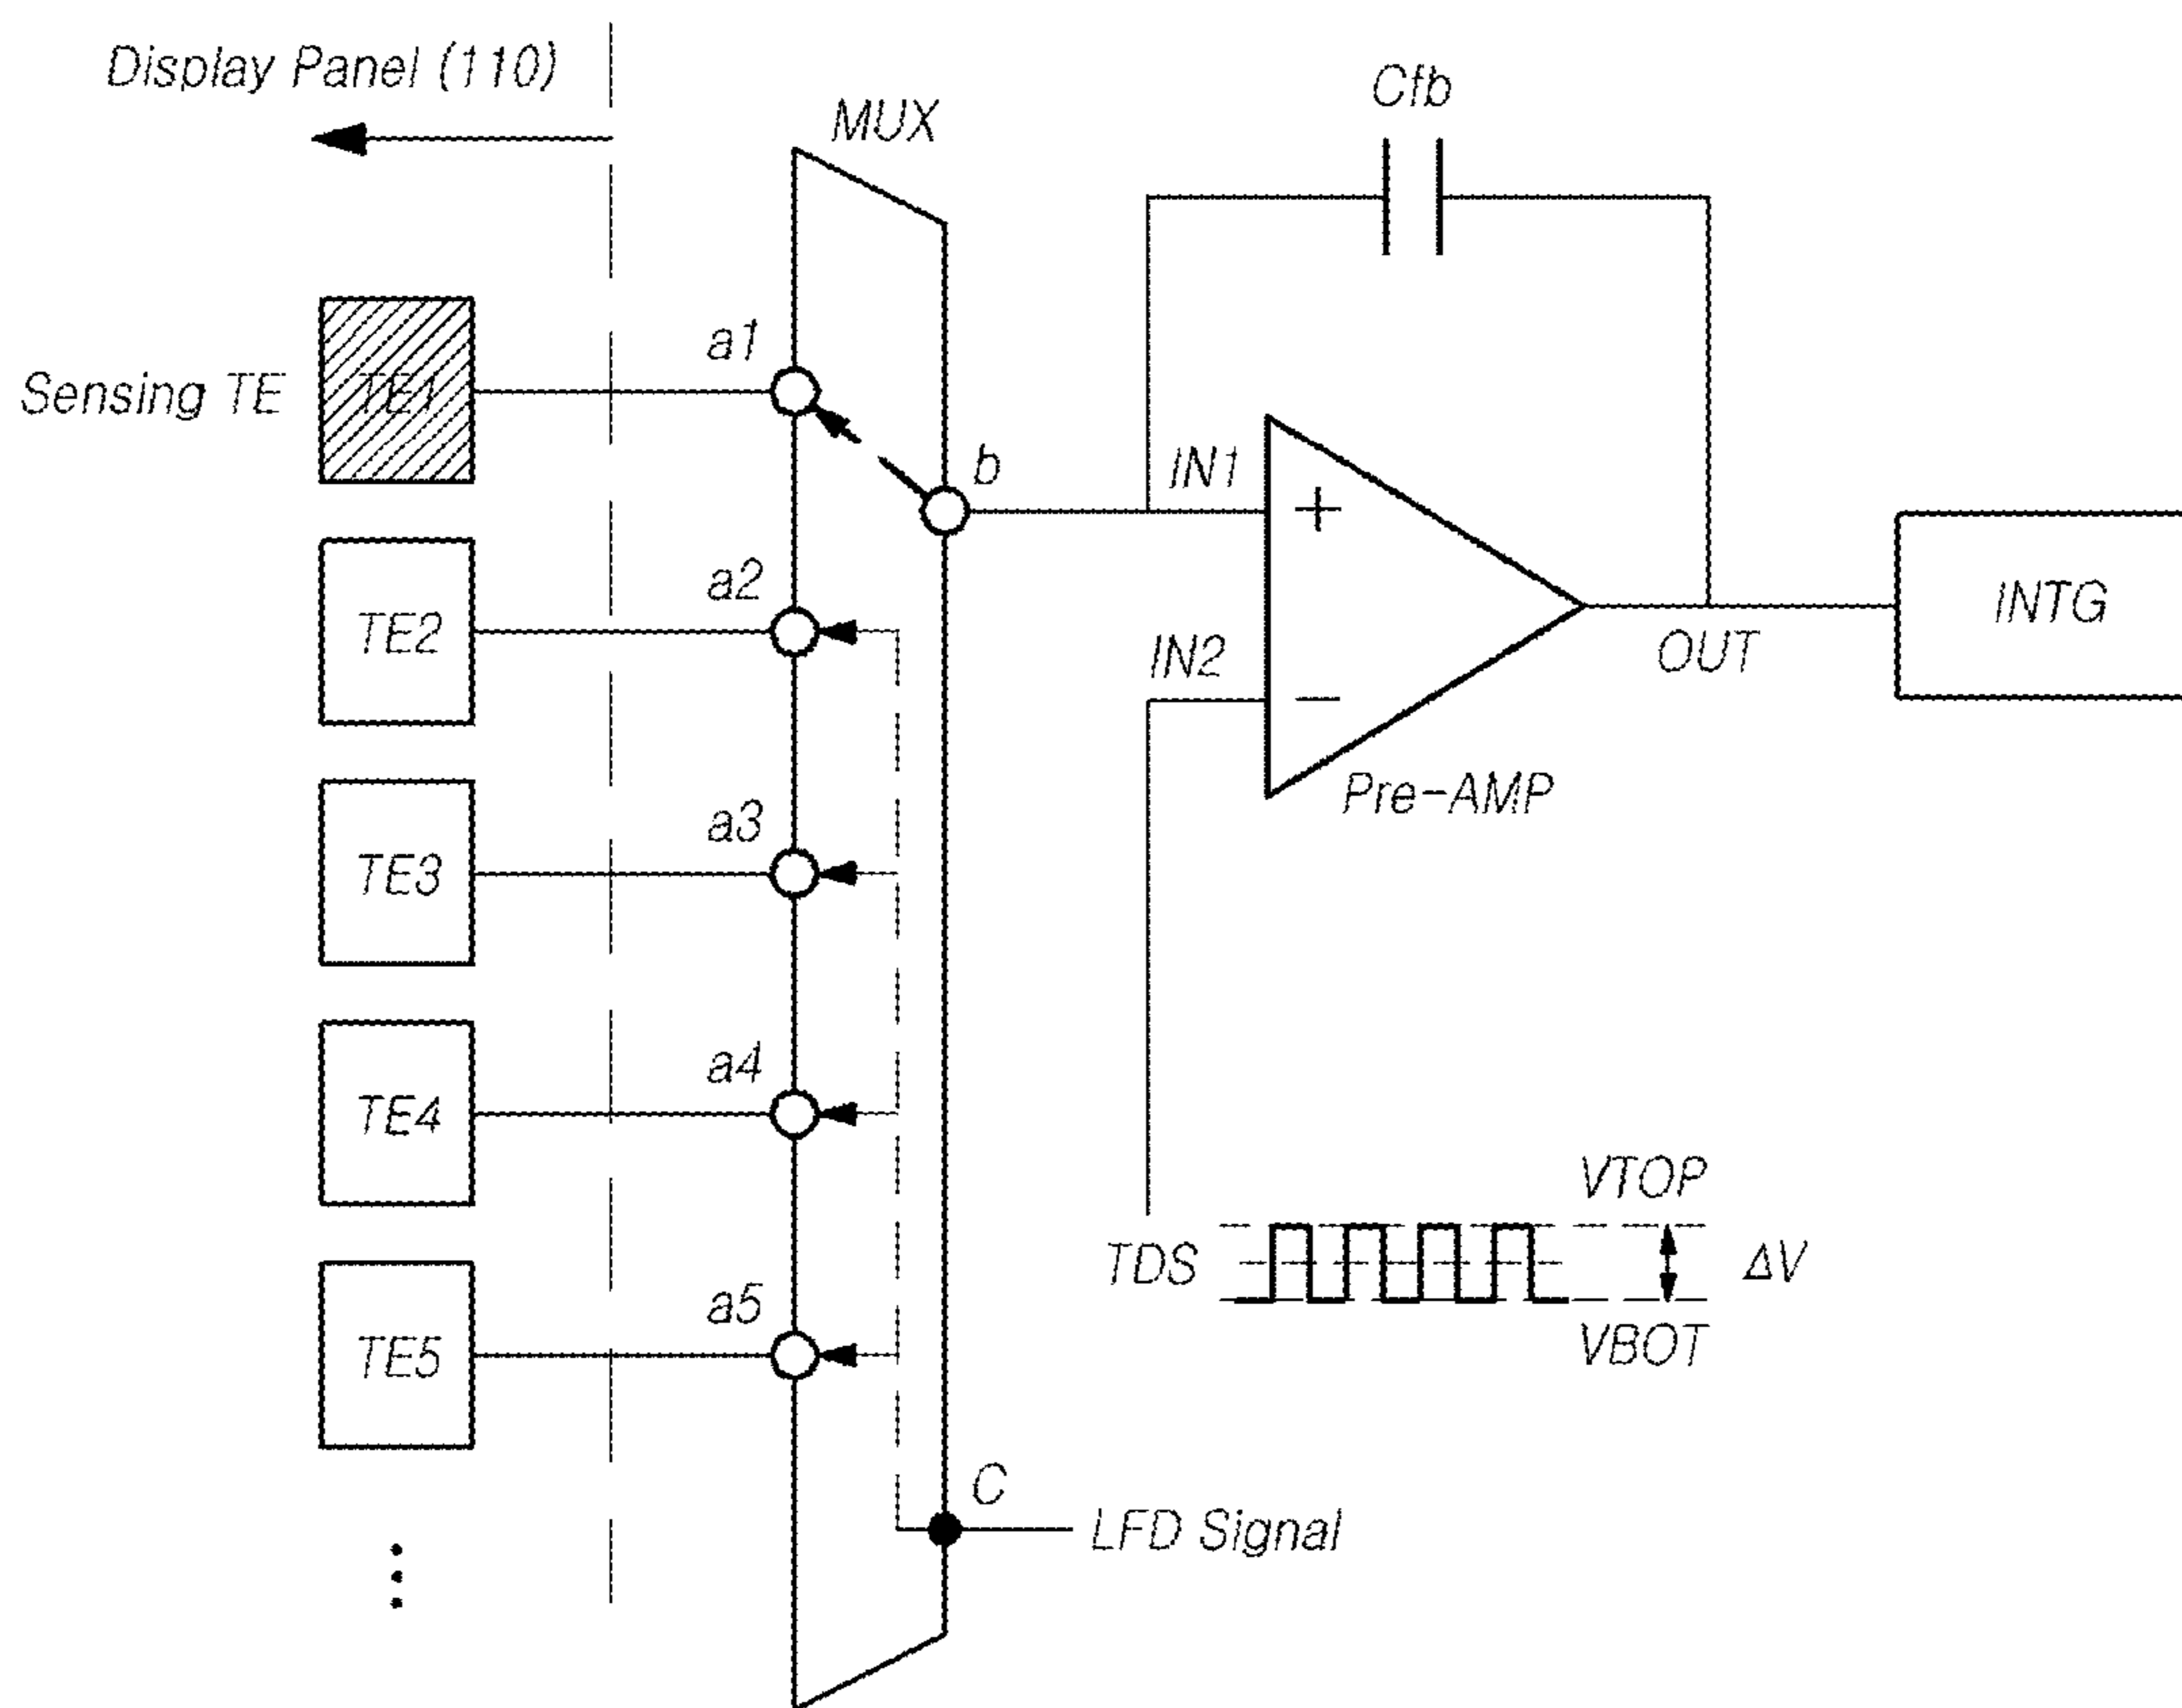 Display Panel (110)
MUX
Cfb
Sensing TE
TE1
a1
b
IN1
+
TE2
a2
IN2
−
OUT
INTG
Pre-AMP
TE3
a3
TE4
a4
TE5
a5
TDS
VTOP
ΔV
VBOT
C
LFD Signal